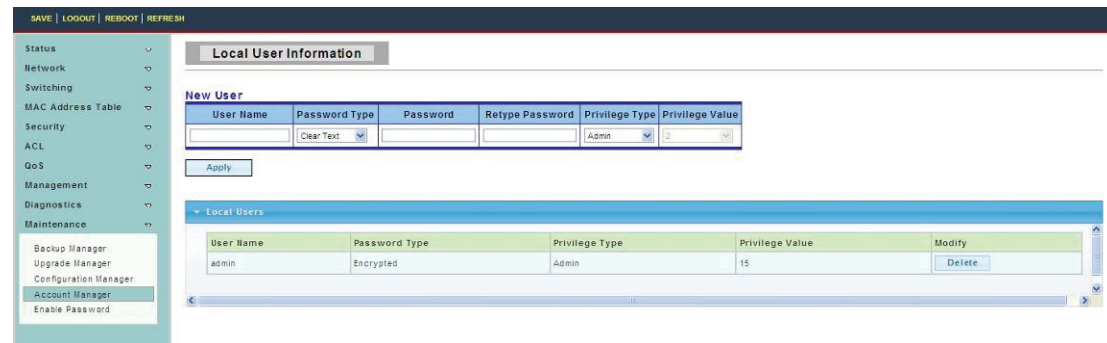 SAVE | LOGOUT | REBOOT | REFRESH
Status
Network
Switching
MAC Address Table
Security
ACL
QoS
Management
Diagnostics
Maintenance
Backup Manager
Upgrade Manager
Configuration Manager
Account Manager
Enable Password
Local User Information
New User
User Name Password Type Password Retype Password Privilege Type Privilege Value
Clear Text Admin 2
Apply
Local Users
User Name Password Type Privilege Type Privilege Value Modify
admin Encrypted Admin 15 Delete